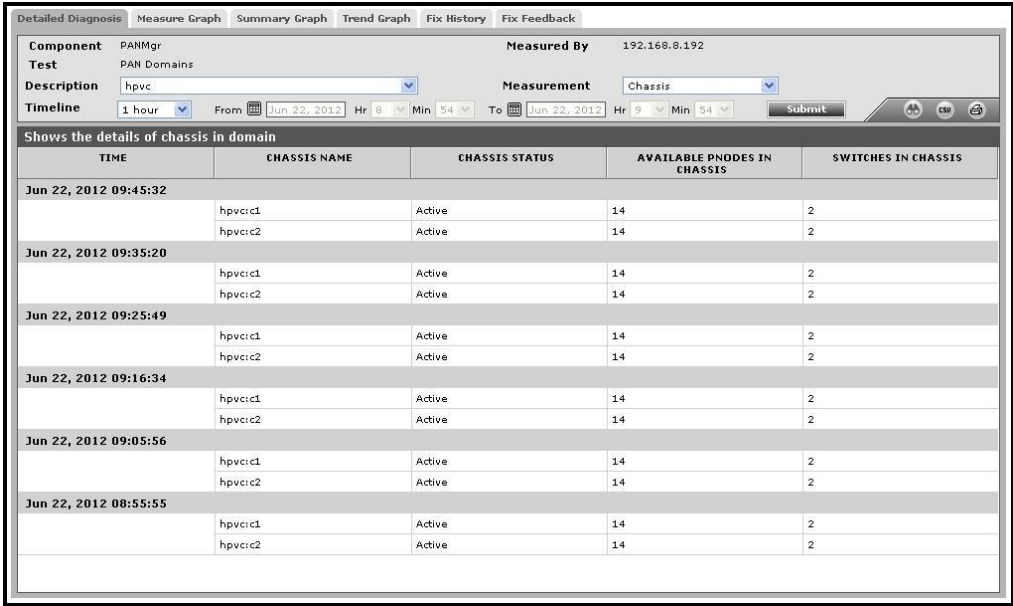 Detailed Diagnosis Measure Graph Summary Graph Trend Graph Fix History Fix Feedback
Component PANMgr Measured By 192.168.8.192
Test PAN Domains
Description hpvc Measurement Chassis
Timeline 1 hour From Jun 22, 2012 Hr 8 Min 54 To Jun 22, 2012 Hr 9 Min 54 Submit CSV
Shows the details of chassis in domain
TIME CHASSIS NAME CHASSIS STATUS AVAILABLE PNODES IN CHASSIS SWITCHES IN CHASSIS
Jun 22, 2012 09:45:32
hpvc:c1 Active 14 2
hpvc:c2 Active 14 2
Jun 22, 2012 09:35:20
hpvc:c1 Active 14 2
hpvc:c2 Active 14 2
Jun 22, 2012 09:25:49
hpvc:c1 Active 14 2
hpvc:c2 Active 14 2
Jun 22, 2012 09:16:34
hpvc:c1 Active 14 2
hpvc:c2 Active 14 2
Jun 22, 2012 09:05:56
hpvc:c1 Active 14 2
hpvc:c2 Active 14 2
Jun 22, 2012 08:55:55
hpvc:c1 Active 14 2
hpvc:c2 Active 14 2